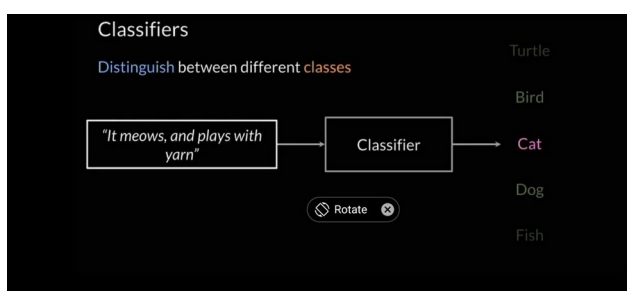 Classifiers
Distinguish between different classes
Turtle
Bird
"It meows, and plays with
yarn"
Classifier
Cat
Dog
Rotate
Fish